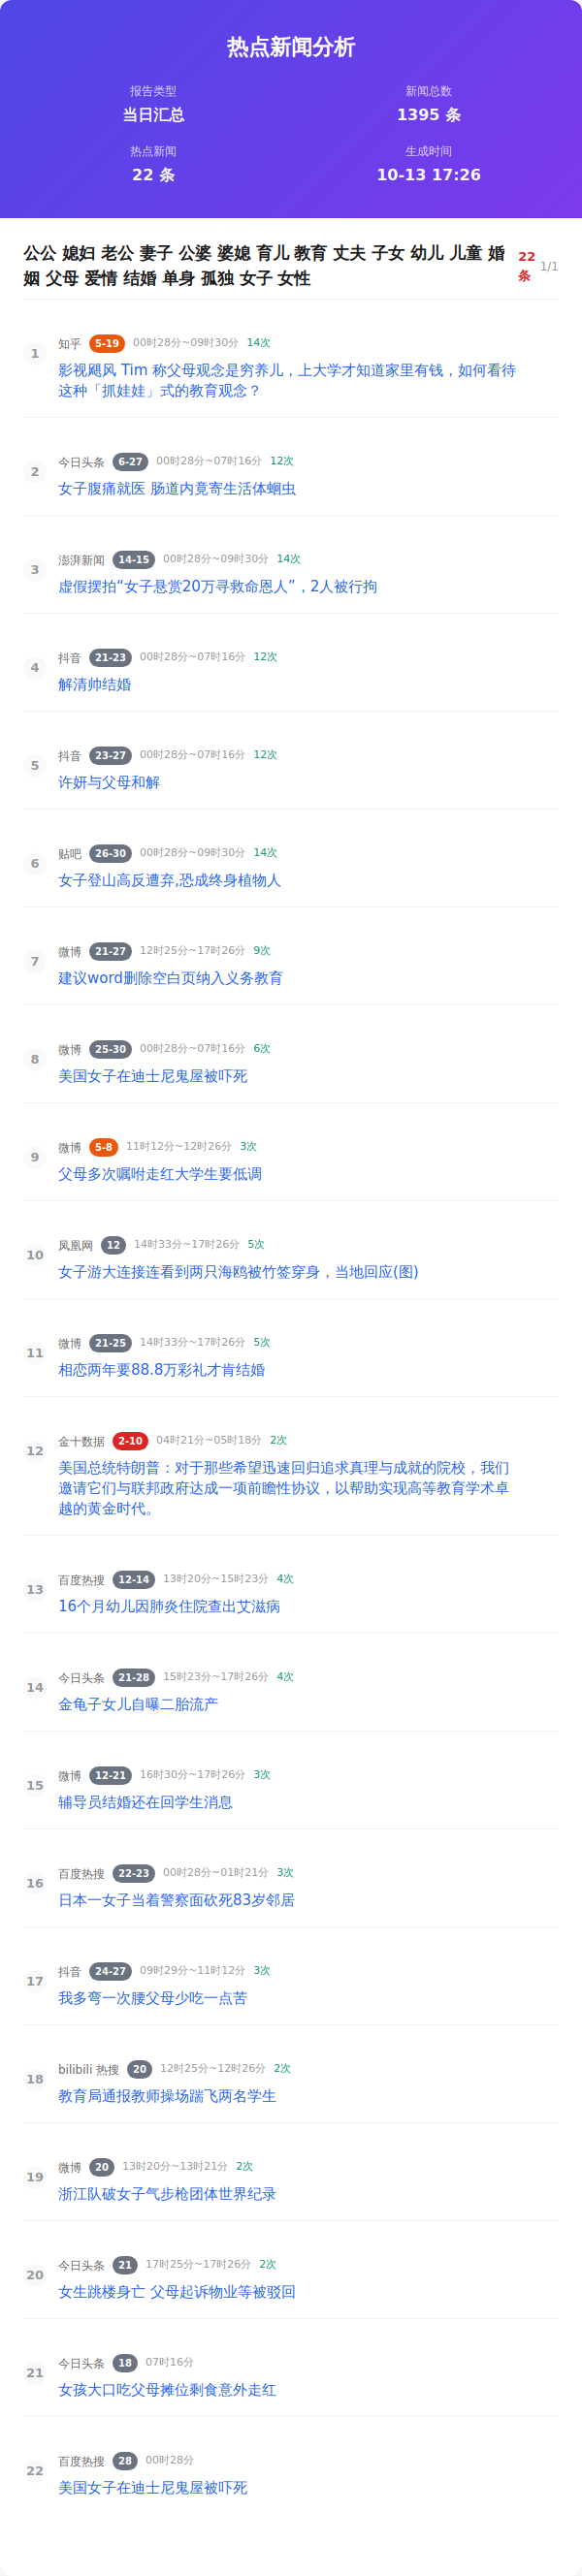 热点新闻分析
报告类型
当日汇总
新闻总数
1395 条
热点新闻
22 条
生成时间
10-13 17:26
公公 媳妇 老公 妻子 公婆 婆媳 育儿 教育 丈夫 子女 幼儿 儿童 婚
姻 父母 爱情 结婚 单身 孤独 女子 女性
22
条
1/1
1
知乎 5-19 00时28分~09时30分 14次
影视飓风 Tim 称父母观念是穷养儿，上大学才知道家里有钱，如何看待
这种「抓娃娃」式的教育观念？
2
今日头条 6-27 00时28分~07时16分 12次
女子腹痛就医 肠道内竟寄生活体蛔虫
3
澎湃新闻 14-15 00时28分~09时30分 14次
虚假摆拍“女子悬赏20万寻救命恩人”，2人被行拘
4
抖音 21-23 00时28分~07时16分 12次
解清帅结婚
5
抖音 23-27 00时28分~07时16分 12次
许妍与父母和解
6
贴吧 26-30 00时28分~09时30分 14次
女子登山高反遭弃,恐成终身植物人
7
微博 21-27 12时25分~17时26分 9次
建议word删除空白页纳入义务教育
8
微博 25-30 00时28分~07时16分 6次
美国女子在迪士尼鬼屋被吓死
9
微博 5-8 11时12分~12时26分 3次
父母多次嘱咐走红大学生要低调
10
凤凰网 12 14时33分~17时26分 5次
女子游大连接连看到两只海鸥被竹签穿身，当地回应(图)
11
微博 21-25 14时33分~17时26分 5次
相恋两年要88.8万彩礼才肯结婚
12
金十数据 2-10 04时21分~05时18分 2次
美国总统特朗普：对于那些希望迅速回归追求真理与成就的院校，我们
邀请它们与联邦政府达成一项前瞻性协议，以帮助实现高等教育学术卓
越的黄金时代。
13
百度热搜 12-14 13时20分~15时23分 4次
16个月幼儿因肺炎住院查出艾滋病
14
今日头条 21-28 15时23分~17时26分 4次
金龟子女儿自曝二胎流产
15
微博 12-21 16时30分~17时26分 3次
辅导员结婚还在回学生消息
16
百度热搜 22-23 00时28分~01时21分 3次
日本一女子当着警察面砍死83岁邻居
17
抖音 24-27 09时29分~11时12分 3次
我多弯一次腰父母少吃一点苦
18
bilibili 热搜 20 12时25分~12时26分 2次
教育局通报教师操场踹飞两名学生
19
微博 20 13时20分~13时21分 2次
浙江队破女子气步枪团体世界纪录
20
今日头条 21 17时25分~17时26分 2次
女生跳楼身亡 父母起诉物业等被驳回
21
今日头条 18 07时16分
女孩大口吃父母摊位剩食意外走红
22
百度热搜 28 00时28分
美国女子在迪士尼鬼屋被吓死